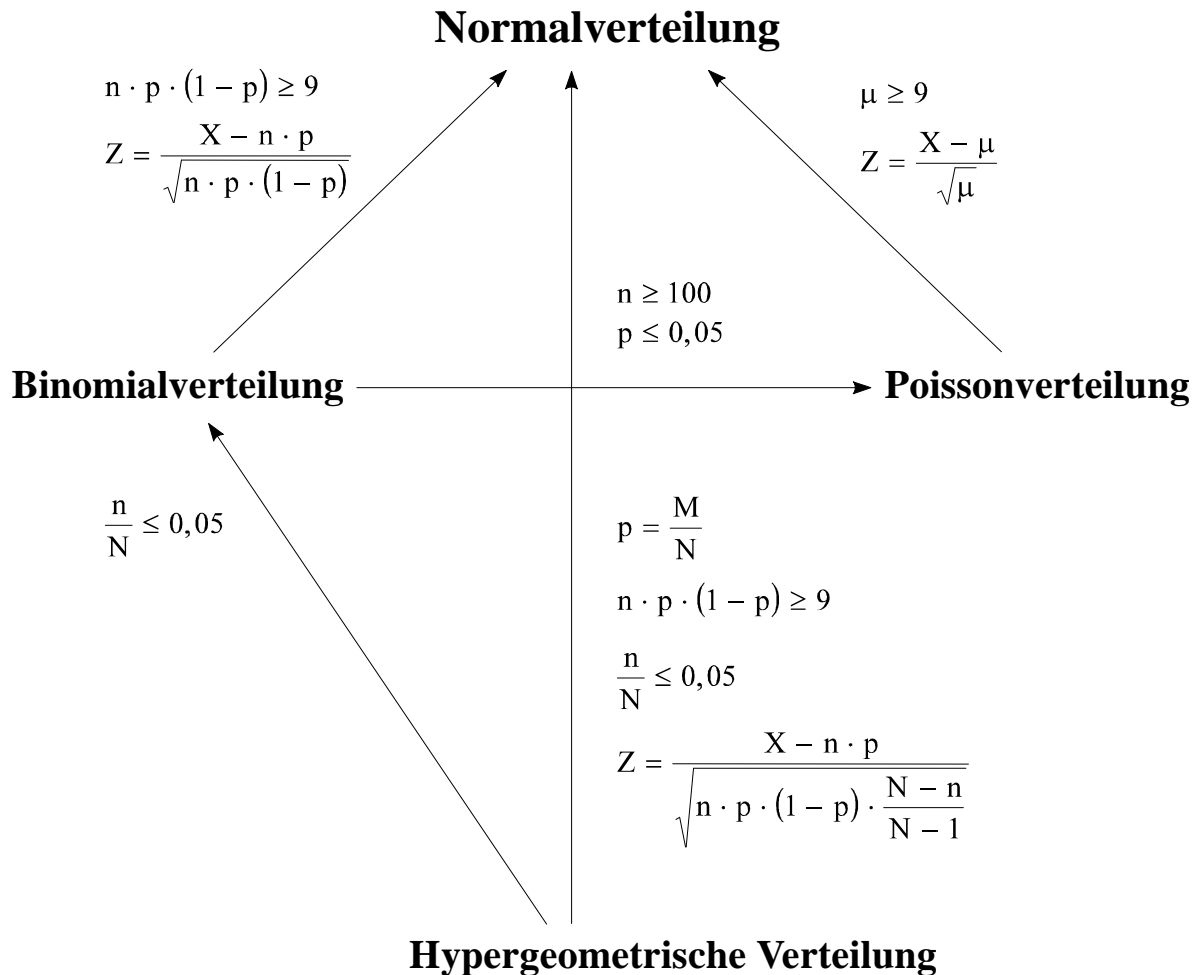 Normalverteilung
n · p · (1 − p) ≥ 9
Z = (X − n · p) / √(n · p · (1 − p))
μ ≥ 9
Z = (X − μ) / √μ
n ≥ 100
p ≤ 0,05
Binomialverteilung
Poissonverteilung
n/N ≤ 0,05
p = M/N
n · p · (1 − p) ≥ 9
n/N ≤ 0,05
Z = (X − n · p) / √(n · p · (1 − p) · (N − n)/(N − 1))
Hypergeometrische Verteilung